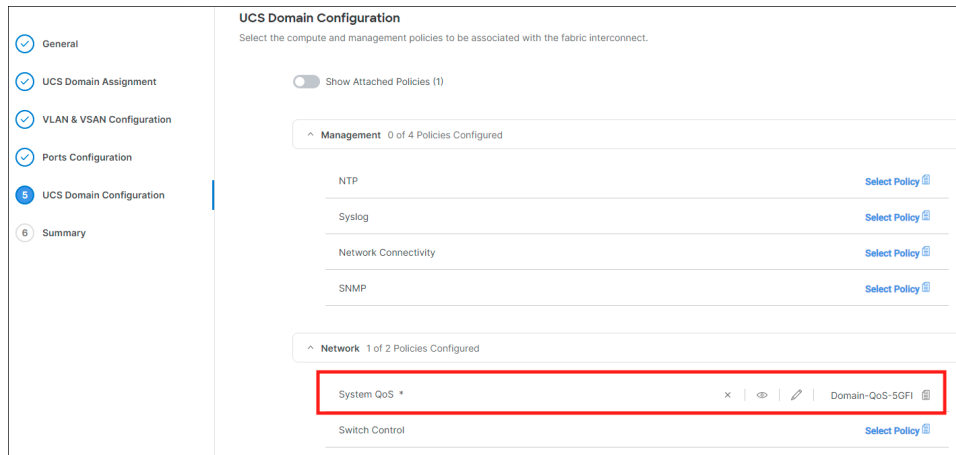 UCS Domain Configuration
Select the compute and management policies to be associated with the fabric interconnect.
General
UCS Domain Assignment
VLAN & VSAN Configuration
Ports Configuration
5 UCS Domain Configuration
6 Summary
Show Attached Policies (1)
Management 0 of 4 Policies Configured
NTP Select Policy
Syslog Select Policy
Network Connectivity Select Policy
SNMP Select Policy
Network 1 of 2 Policies Configured
System QoS * Domain-QoS-5GFI
Switch Control Select Policy